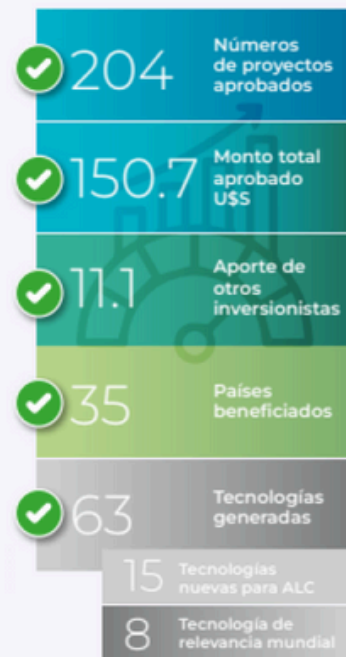 204
Números
de proyectos
aprobados
150.7
Monto total
aprobado
U$S
11.1
Aporte de
otros
inversionistas
35
Países
beneficiados
63
Tecnologías
generadas
15
Tecnologías
nuevas para ALC
8
Tecnología de
relevancia mundial